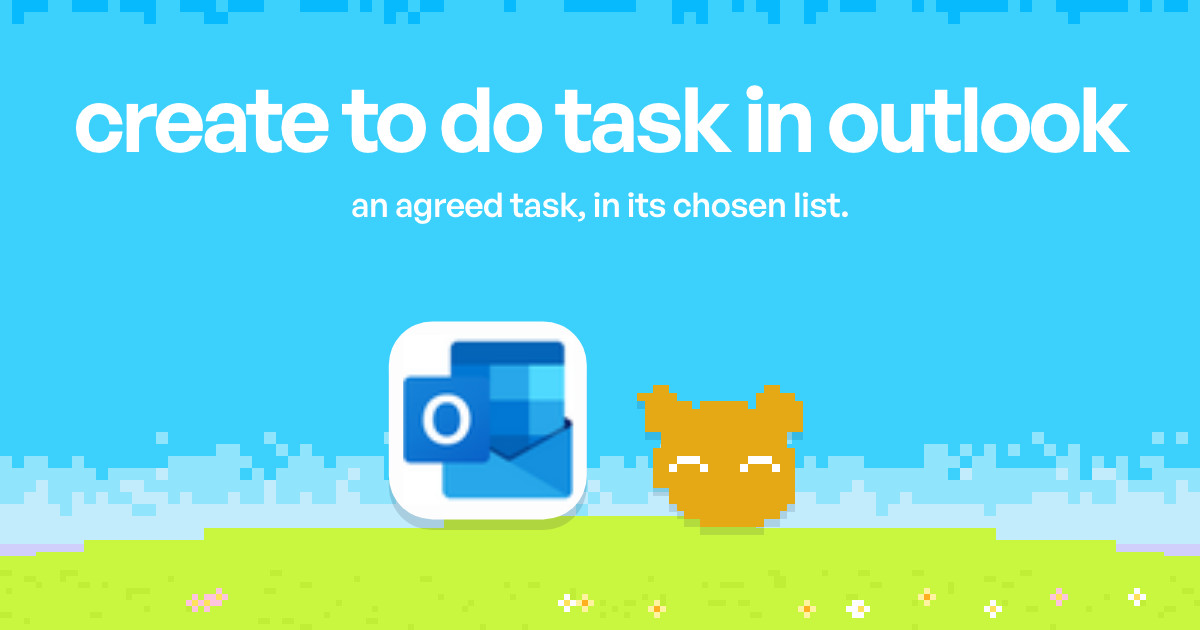 create to do task in outlook
an agreed task, in its chosen list.
O